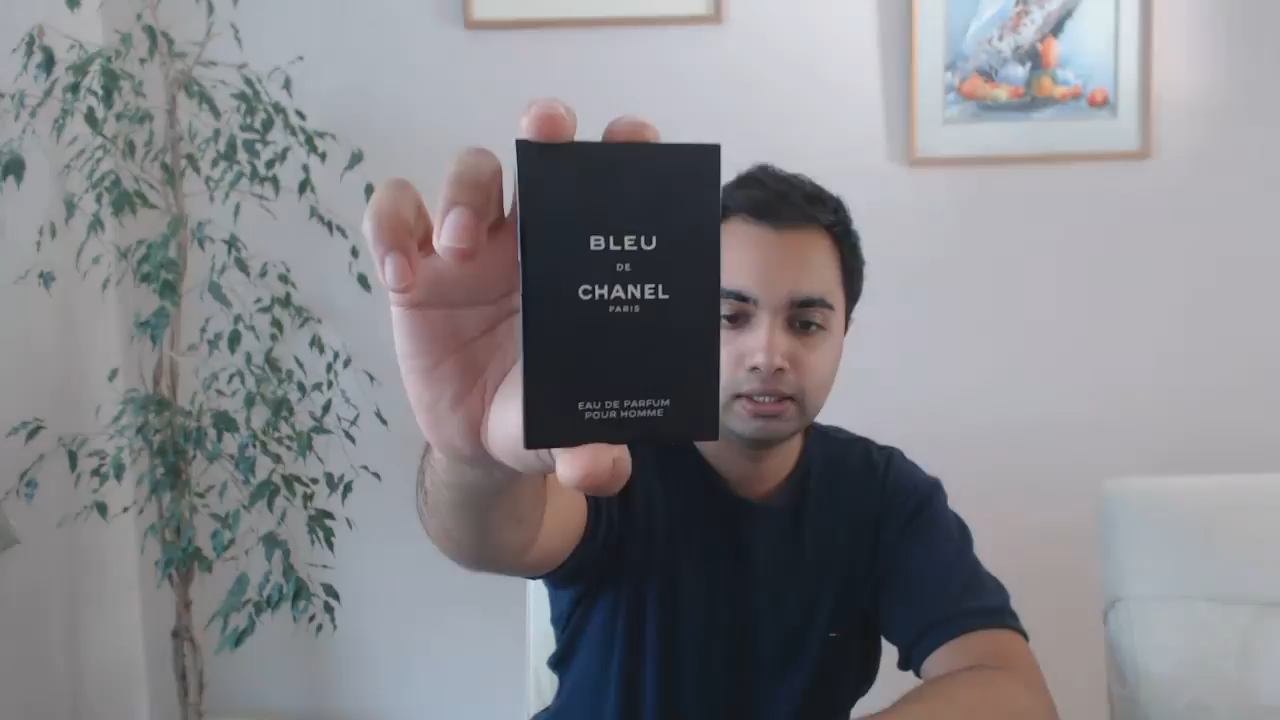 BLEU
DE
CHANEL
PARIS
EAU DE PARFUM
POUR HOMME